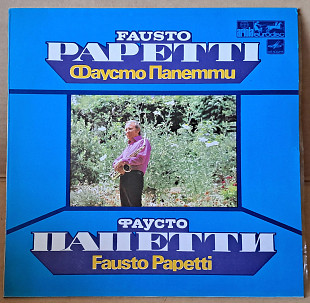 FAUSTO
PAPETTI
Фаусто Папетти
ФАУСТО
ПАПЕТТИ
Fausto Papetti